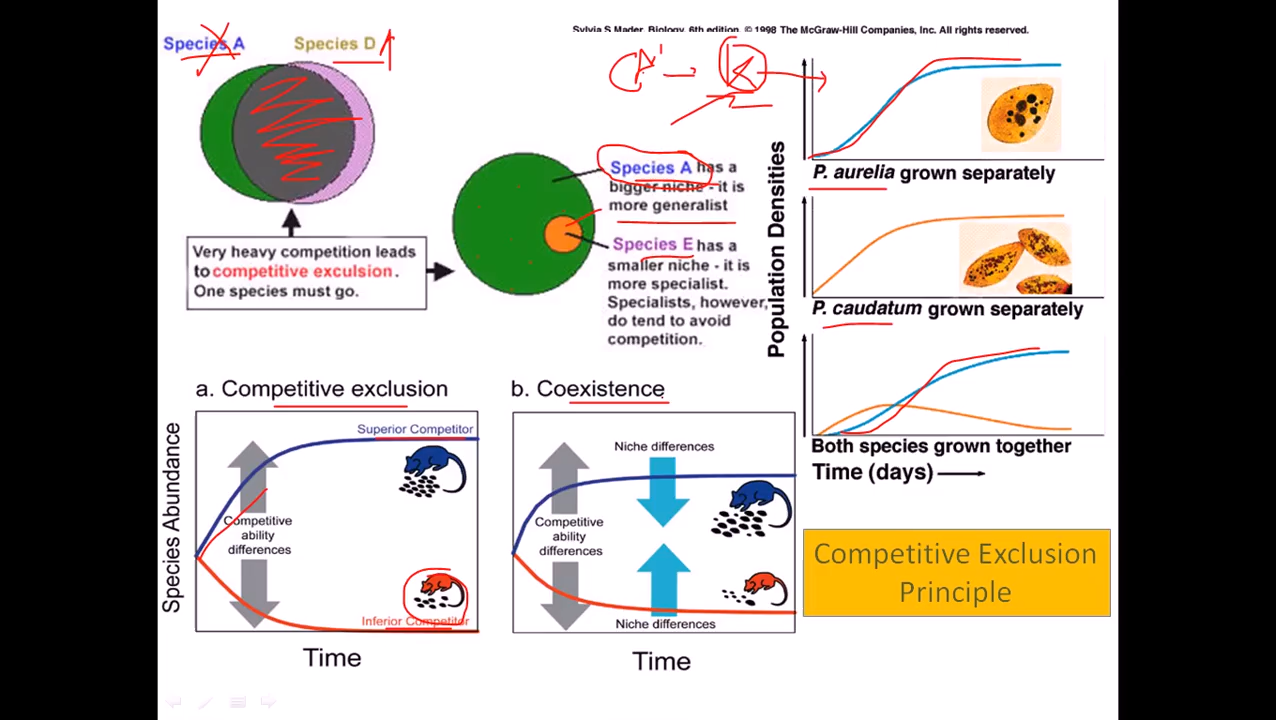 Sylvia S Mader, Biology, 6th edition, © 1998 The McGraw-Hill Companies, Inc. All rights reserved.
Species A
Species D
Very heavy competition leads
to competitive exculsion.
One species must go.
Species A has a
bigger niche - it is
more generalist
Species E has a
smaller niche - it is
more specialist.
Specialists, however,
do tend to avoid
competition.
Population Densities
P. aurelia grown separately
P. caudatum grown separately
Both species grown together
Time (days)
a. Competitive exclusion
Species Abundance
Superior Competitor
Competitive
ability
differences
Inferior Competitor
Time
b. Coexistence
Niche differences
Competitive
ability
differences
Niche differences
Time
Competitive Exclusion
Principle